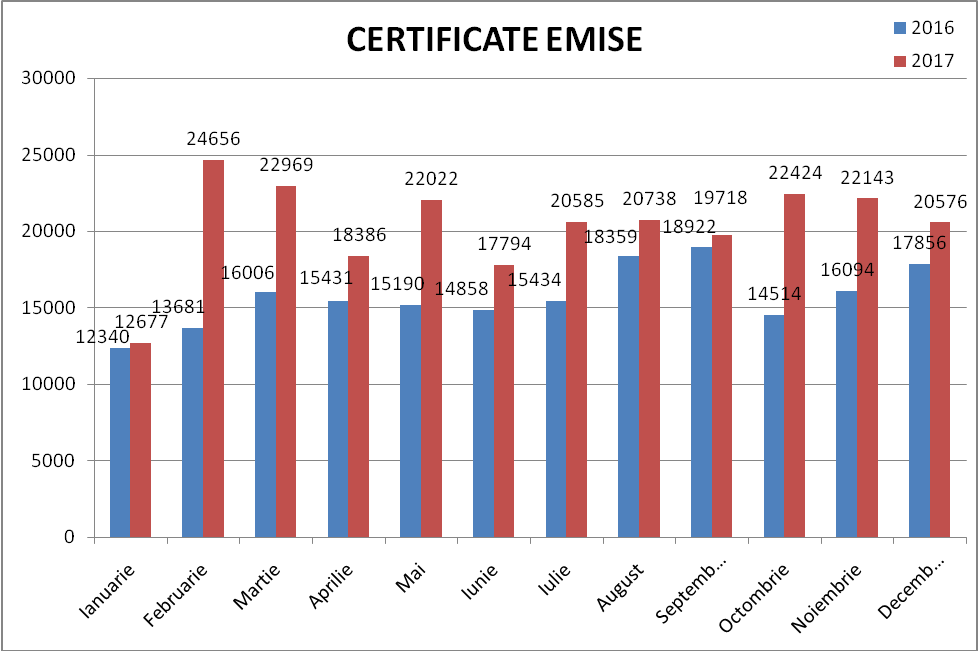 CERTIFICATE EMISE
2016
2017
30000
25000
20000
15000
10000
5000
0
12340
12677
13681
24656
16006
22969
15431
18386
15190
22022
14858
17794
15434
20585
18359
20738
18922
19718
14514
22424
16094
22143
17856
20576
Ianuarie
Februarie
Martie
Aprilie
Mai
Iunie
Iulie
August
Septemb...
Octombrie
Noiembrie
Decemb...